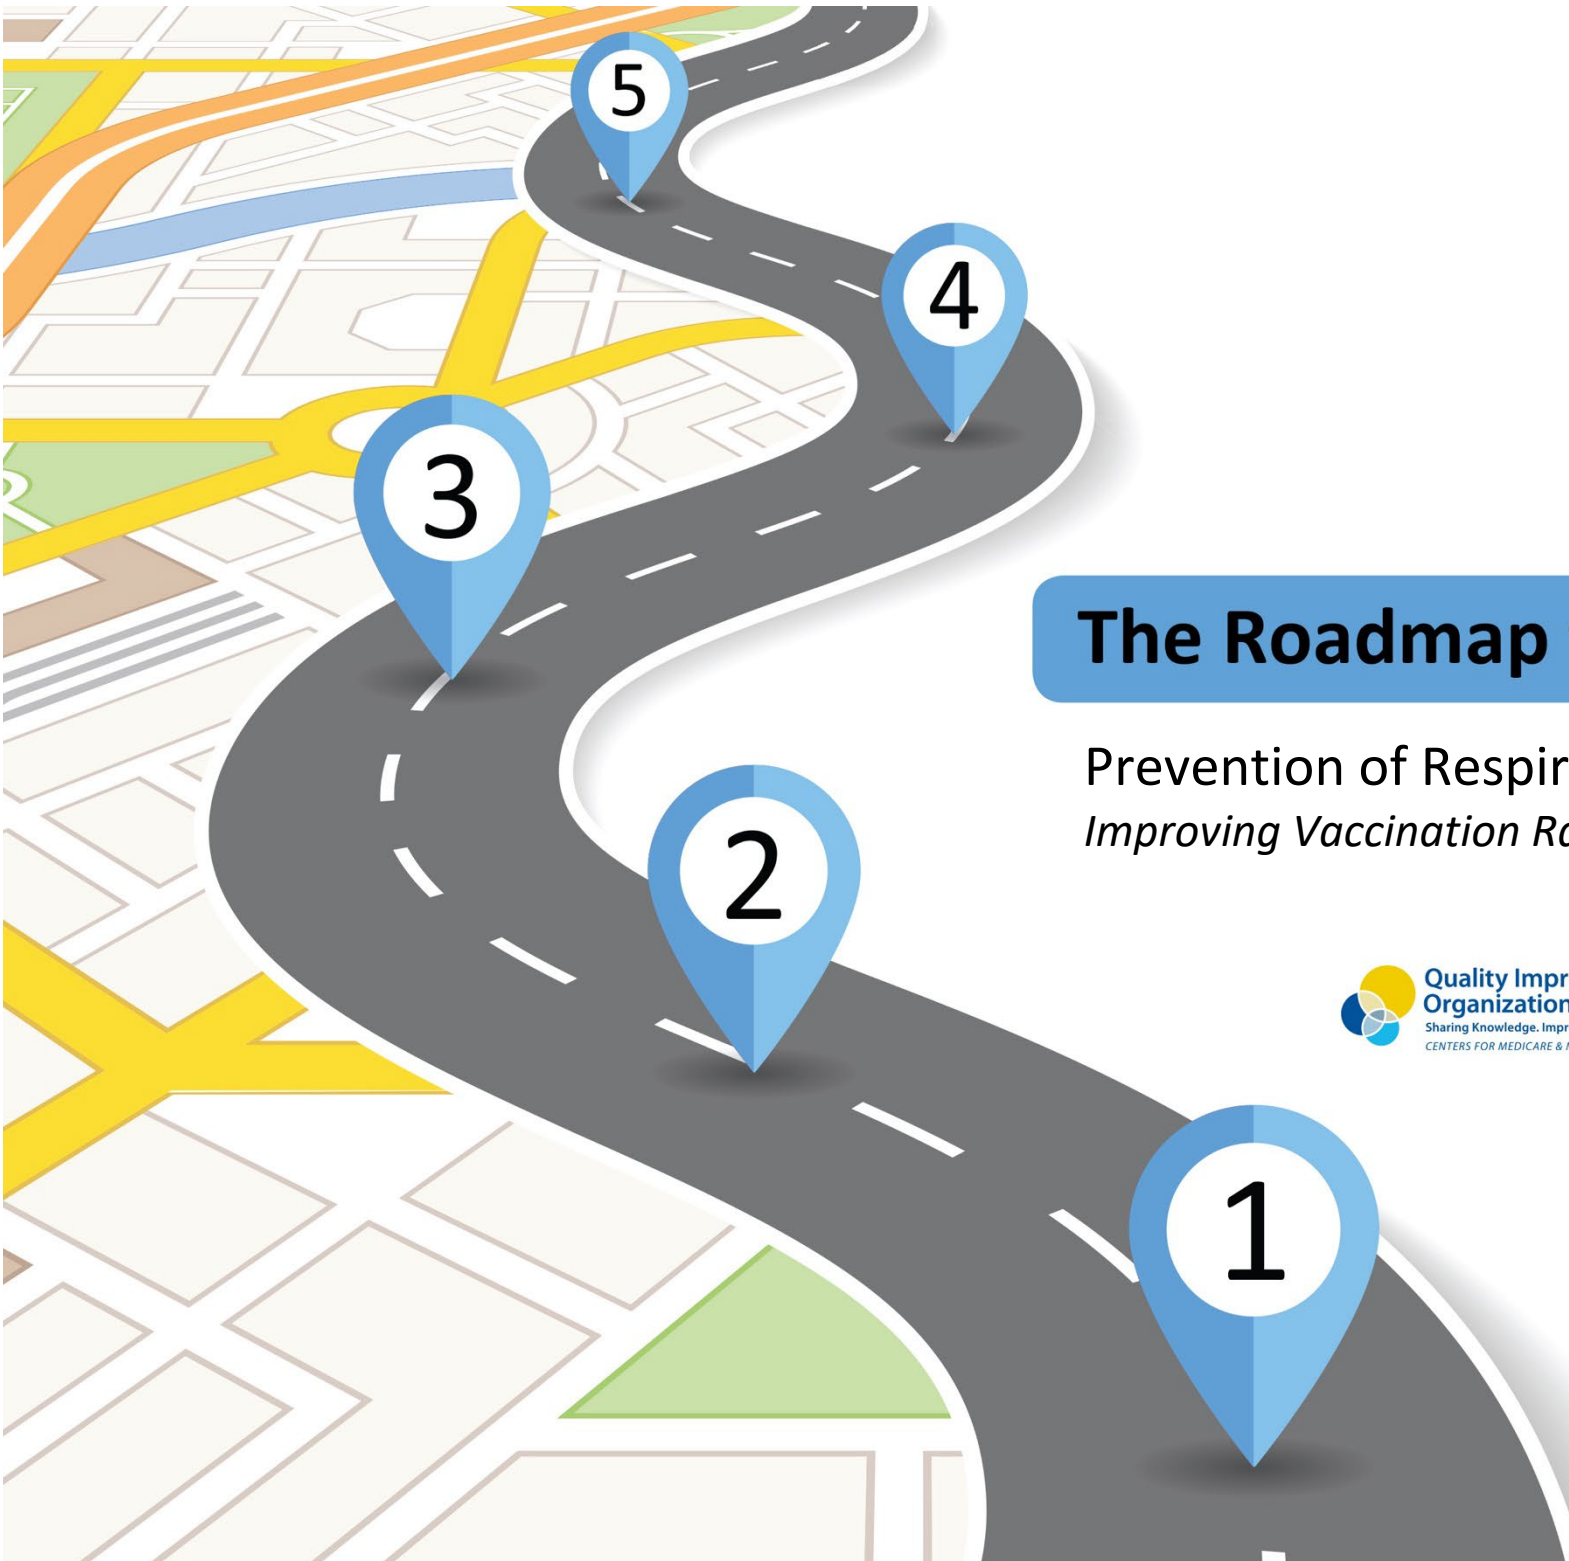 5
4
3
The Roadmap
Prevention of Respir
Improving Vaccination Ra
2
Quality Impr
Organization
Sharing Knowledge. Impr
CENTERS FOR MEDICARE &
1